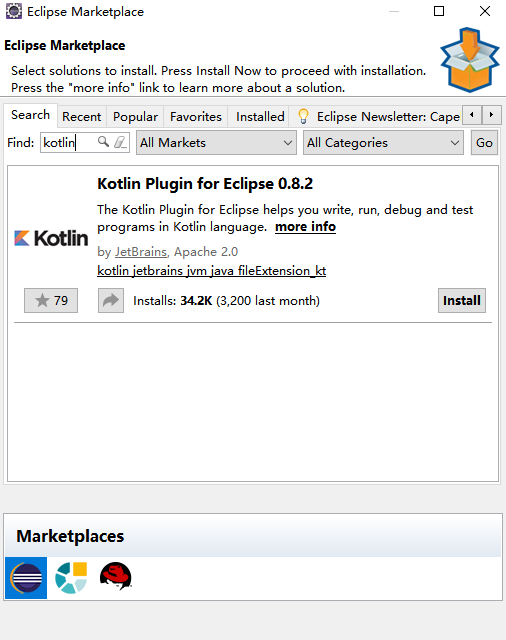 Eclipse Marketplace
Eclipse Marketplace
Select solutions to install. Press Install Now to proceed with installation.
Press the "more info" link to learn more about a solution.
Search Recent Popular Favorites Installed Eclipse Newsletter: Cape
Find: kotlin All Markets All Categories Go
Kotlin Plugin for Eclipse 0.8.2
The Kotlin Plugin for Eclipse helps you write, run, debug and test
programs in Kotlin language. more info
Kotlin
by JetBrains, Apache 2.0
kotlin jetbrains jvm java fileExtension_kt
79 Installs: 34.2K (3,200 last month) Install
Marketplaces